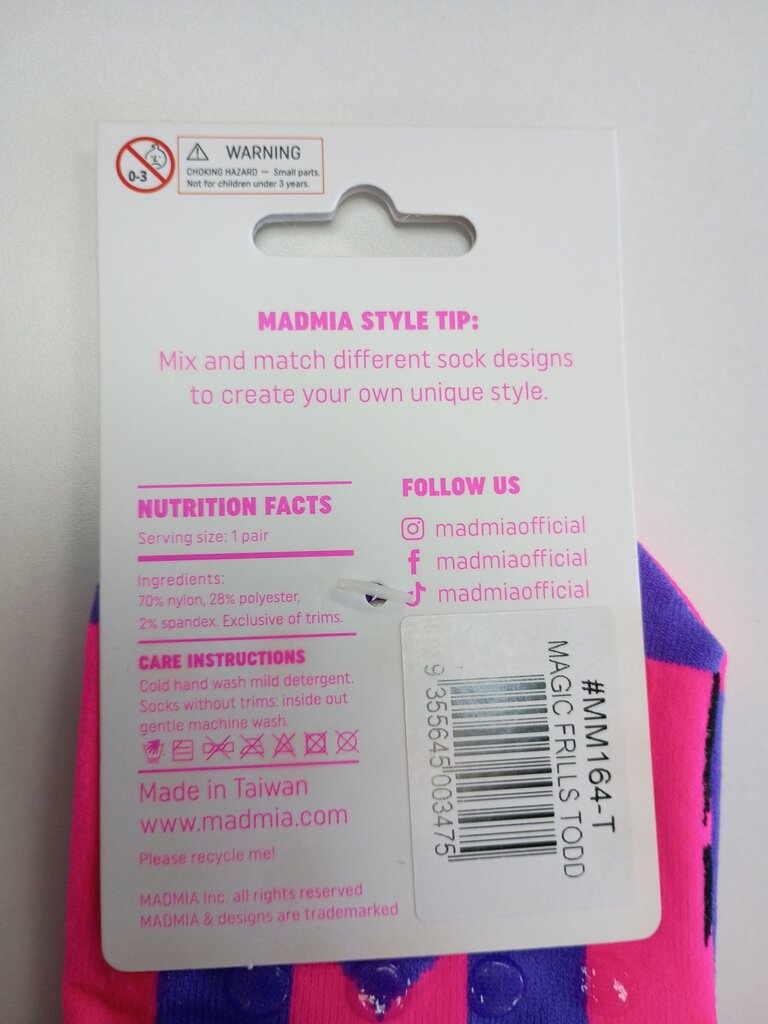 0-3
WARNING
CHOKING HAZARD — Small parts.
Not for children under 3 years.
MADMIA STYLE TIP:
Mix and match different sock designs
to create your own unique style.
NUTRITION FACTS
Serving size: 1 pair
Ingredients:
70% nylon, 28% polyester,
2% spandex. Exclusive of trims.
CARE INSTRUCTIONS
Cold hand wash mild detergent.
Socks without trims: inside out
gentle machine wash.
Made in Taiwan
www.madmia.com
Please recycle me!
MADMIA Inc. all rights reserved
MADMIA & designs are trademarked
FOLLOW US
madmiaofficial
madmiaofficial
madmiaofficial
#MM164-T
MAGIC FRILLS TODD
9 355645 003475